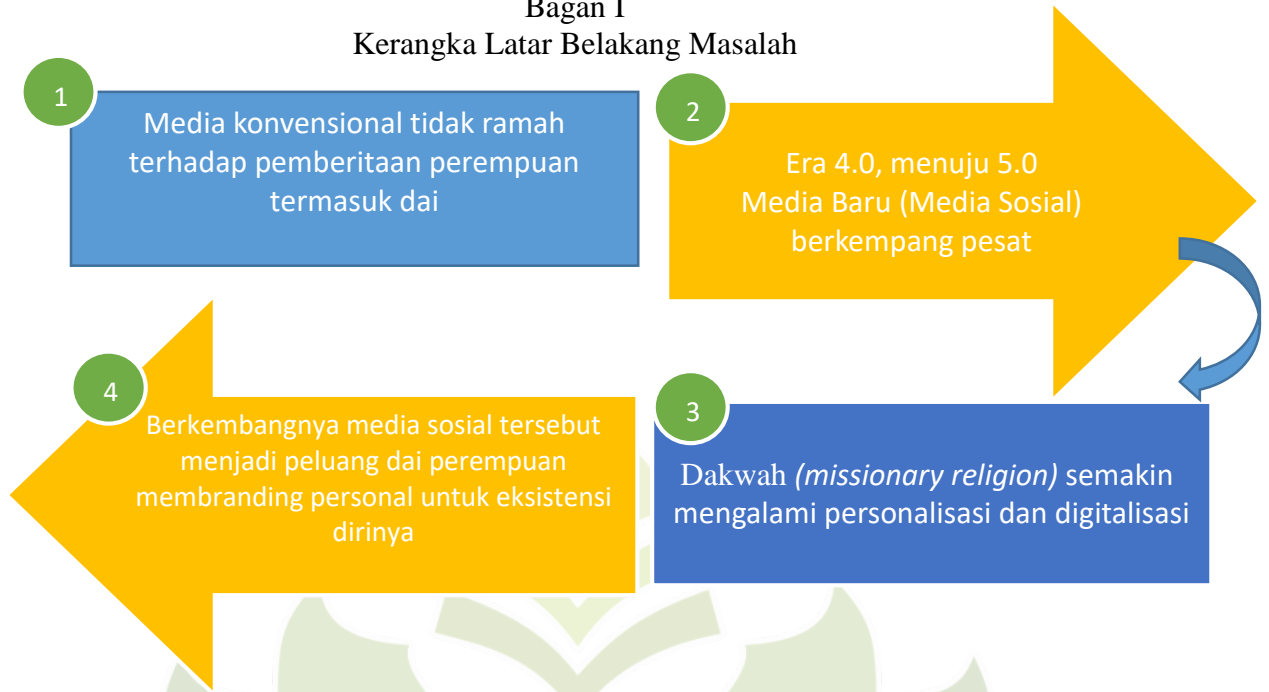 Bagan 1
Kerangka Latar Belakang Masalah
1
Media konvensional tidak ramah
terhadap pemberitaan perempuan
termasuk dai
2
Era 4.0, menuju 5.0
Media Baru (Media Sosial)
berkempang pesat
3
Dakwah (missionary religion) semakin
mengalami personalisasi dan digitalisasi
4
Berkembangnya media sosial tersebut
menjadi peluang dai perempuan
membranding personal untuk eksistensi
dirinya